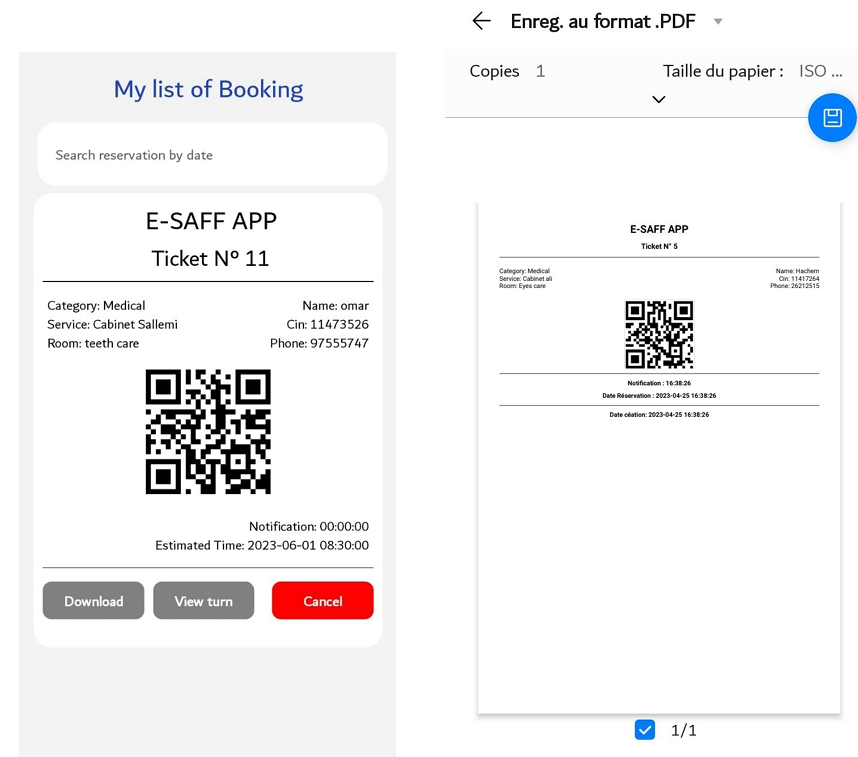 My list of Booking
Search reservation by date
E-SAFF APP
Ticket Nº 11
Category: Medical
Name: omar
Service: Cabinet Sallemi
Cin: 11473526
Room: teeth care
Phone: 97555747
Notification: 00:00:00
Estimated Time: 2023-06-01 08:30:00
Download
View turn
Cancel
Enreg. au format .PDF
Copies 1
Taille du papier : ISO ...
E-SAFF APP
Ticket N° 5
Category: Medical
Name: Hachem
Service: Cabinet ali
Cin: 11417264
Room: Eyes care
Phone: 26212515
Notification : 16:38:26
Date Réservation : 2023-04-25 16:38:26
Date céation: 2023-04-25 16:38:26
1/1